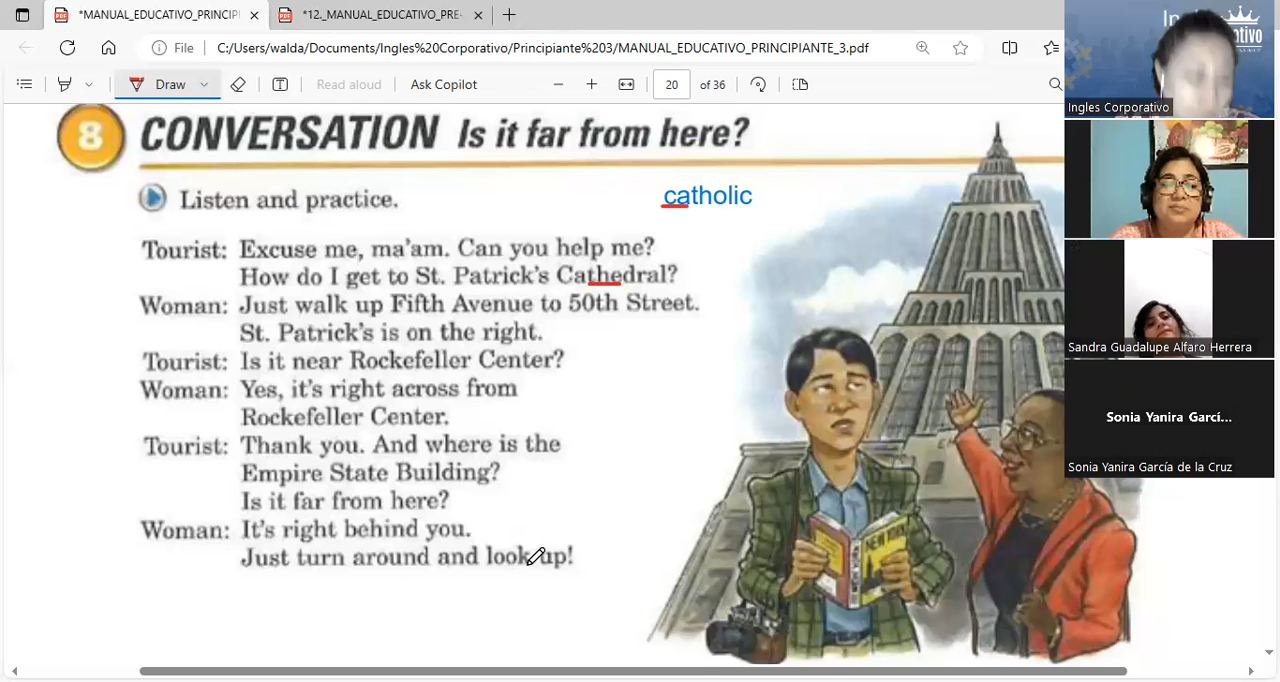 *MANUAL_EDUCATIVO_PRINCIPI
*12._MANUAL_EDUCATIVO_PRE-
File
C:/Users/walda/Documents/Ingles%20Corporativo/Principiante%203/MANUAL_EDUCATIVO_PRINCIPIANTE_3.pdf
Draw
Read aloud
Ask Copilot
20 of 36
8 CONVERSATION Is it far from here?
Listen and practice.
catholic
Tourist: Excuse me, ma'am. Can you help me?
How do I get to St. Patrick's Cathedral?
Woman: Just walk up Fifth Avenue to 50th Street.
St. Patrick's is on the right.
Tourist: Is it near Rockefeller Center?
Woman: Yes, it's right across from
Rockefeller Center.
Tourist: Thank you. And where is the
Empire State Building?
Is it far from here?
Woman: It's right behind you.
Just turn around and look up!
NEW YORK
Ingles Corporativo
Sandra Guadalupe Alfaro Herrera
Sonia Yanira Garcí...
Sonia Yanira García de la Cruz